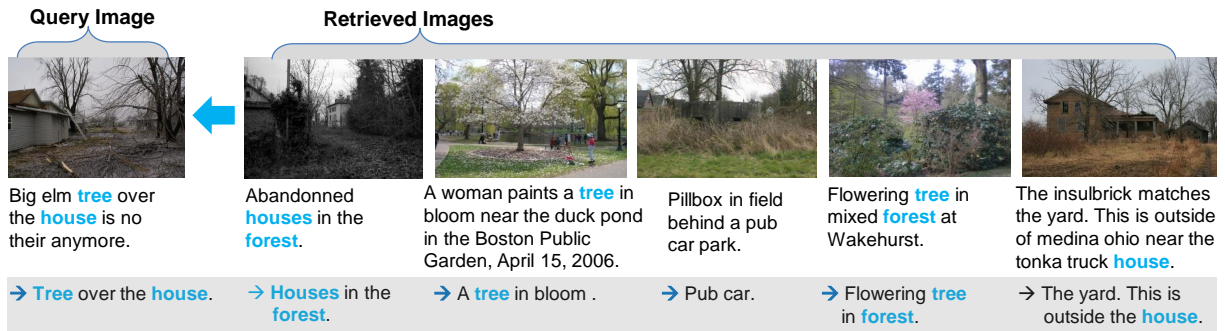 Query Image
Retrieved Images
Big elm tree over
the house is no
their anymore.
Abandonned
houses in the
forest.
A woman paints a tree in
bloom near the duck pond
in the Boston Public
Garden, April 15, 2006.
Pillbox in field
behind a pub
car park.
Flowering tree in
mixed forest at
Wakehurst.
The insulbrick matches
the yard. This is outside
of medina ohio near the
tonka truck house.
→ Tree over the house.
→ Houses in the
forest.
→ A tree in bloom .
→ Pub car.
→ Flowering tree
in forest.
→ The yard. This is
outside the house.